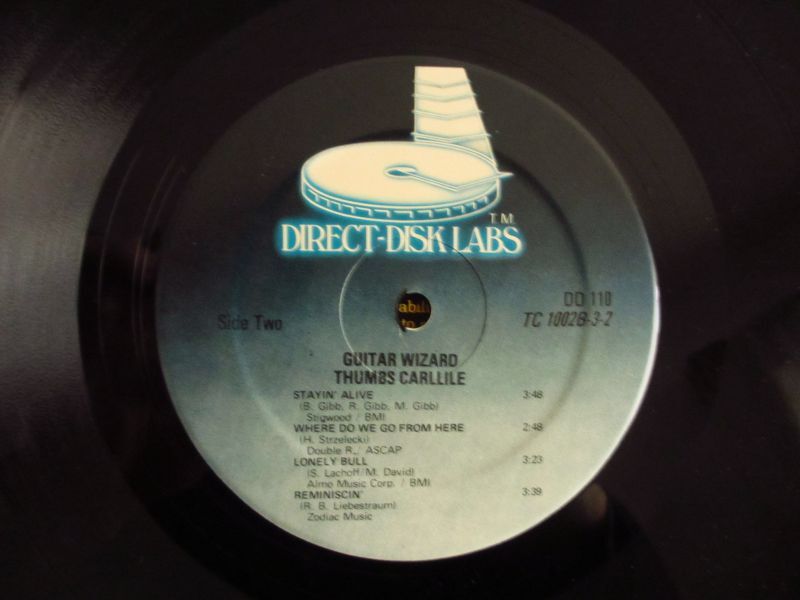 T.M.
DIRECT-DISK LABS
abili
to
DD 110
Side Two
TC 1002B-3-2
GUITAR WIZARD
THUMBS CARLLILE
STAYIN' ALIVE 3:48
(B. Gibb, R. Gibb, M. Gibb)
Stigwood / BMI
WHERE DO WE GO FROM HERE 2:48
(H. Strzelecki)
Double R., ASCAP
LONELY BULL 3:23
(S. Lachoff/M. David)
Almo Music Corp. / BMI
REMINISCIN' 3:39
(R. B. Liebestraum)
Zodiac Music